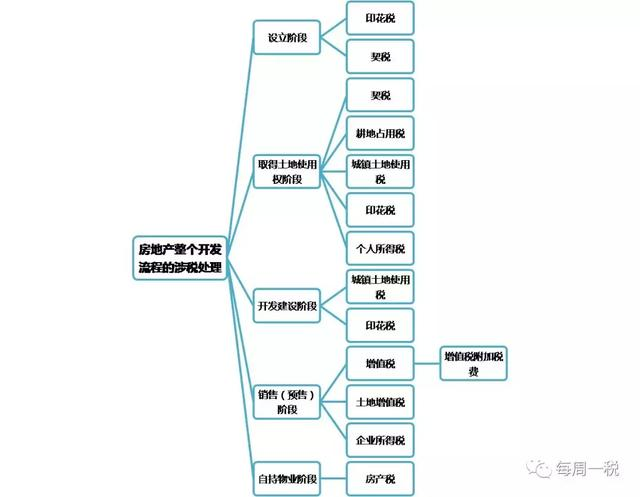 印花税
设立阶段
契税
契税
耕地占用税
取得土地使用
权阶段
城镇土地使用
税
印花税
个人所得税
房地产整个开发
流程的涉税处理
城镇土地使用
税
开发建设阶段
印花税
增值税
增值税附加税
费
销售（预售）
阶段
土地增值税
企业所得税
自持物业阶段
房产税
每周一税